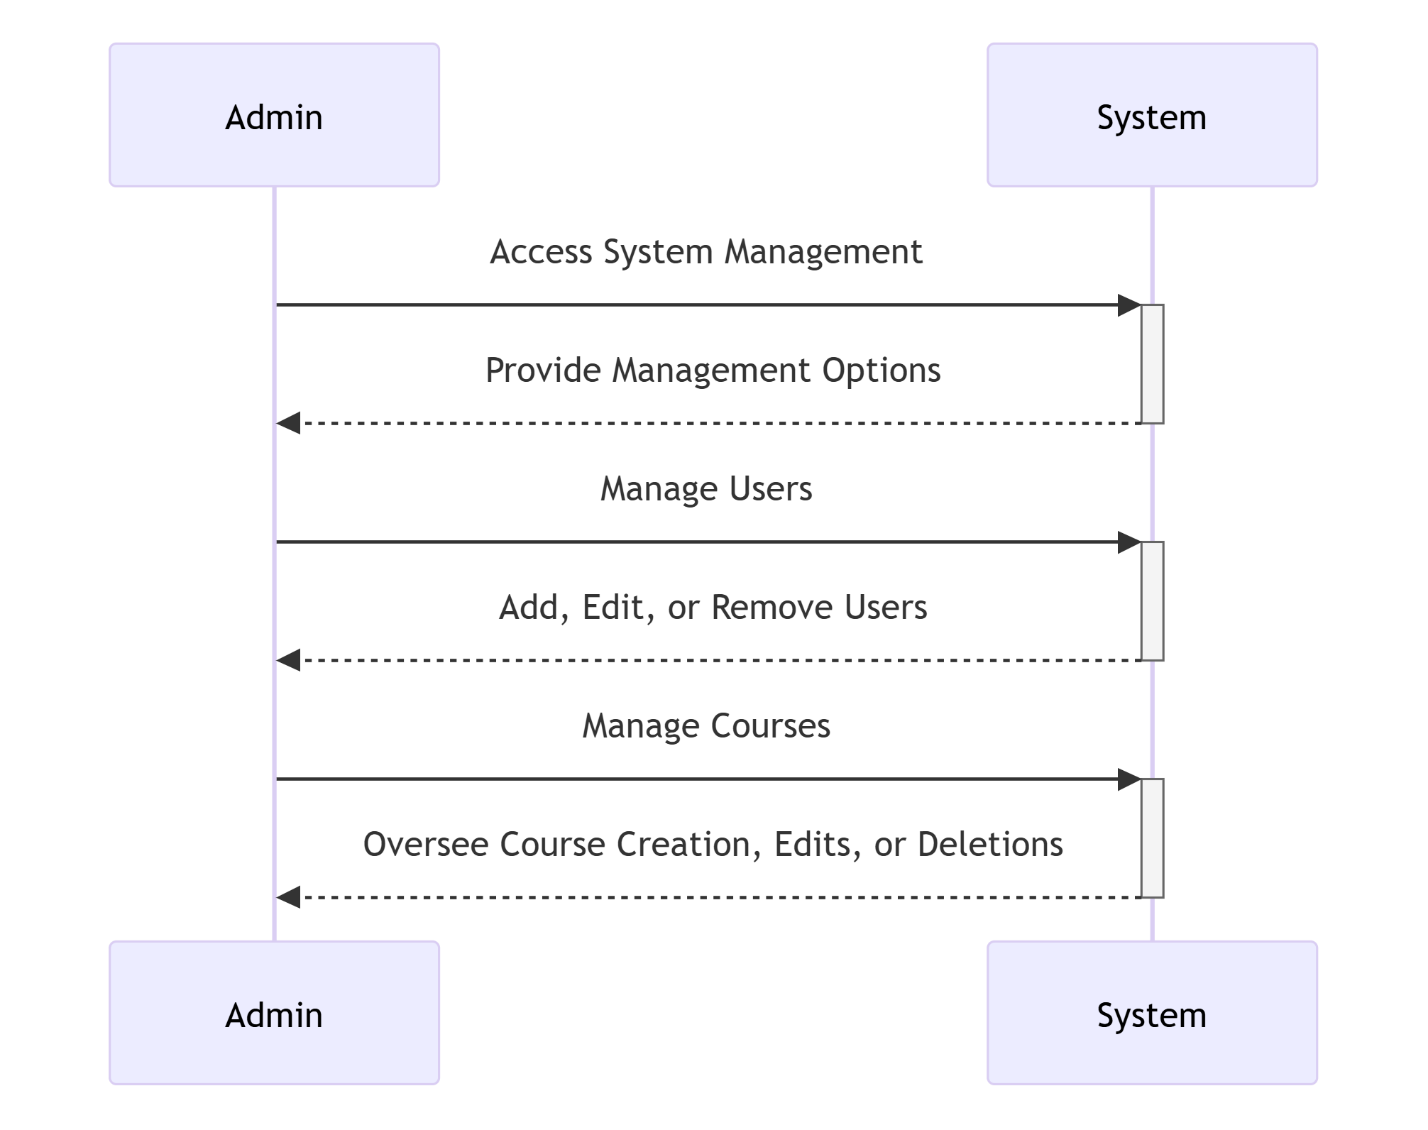 Admin
System
Access System Management
Provide Management Options
Manage Users
Add, Edit, or Remove Users
Manage Courses
Oversee Course Creation, Edits, or Deletions
Admin
System